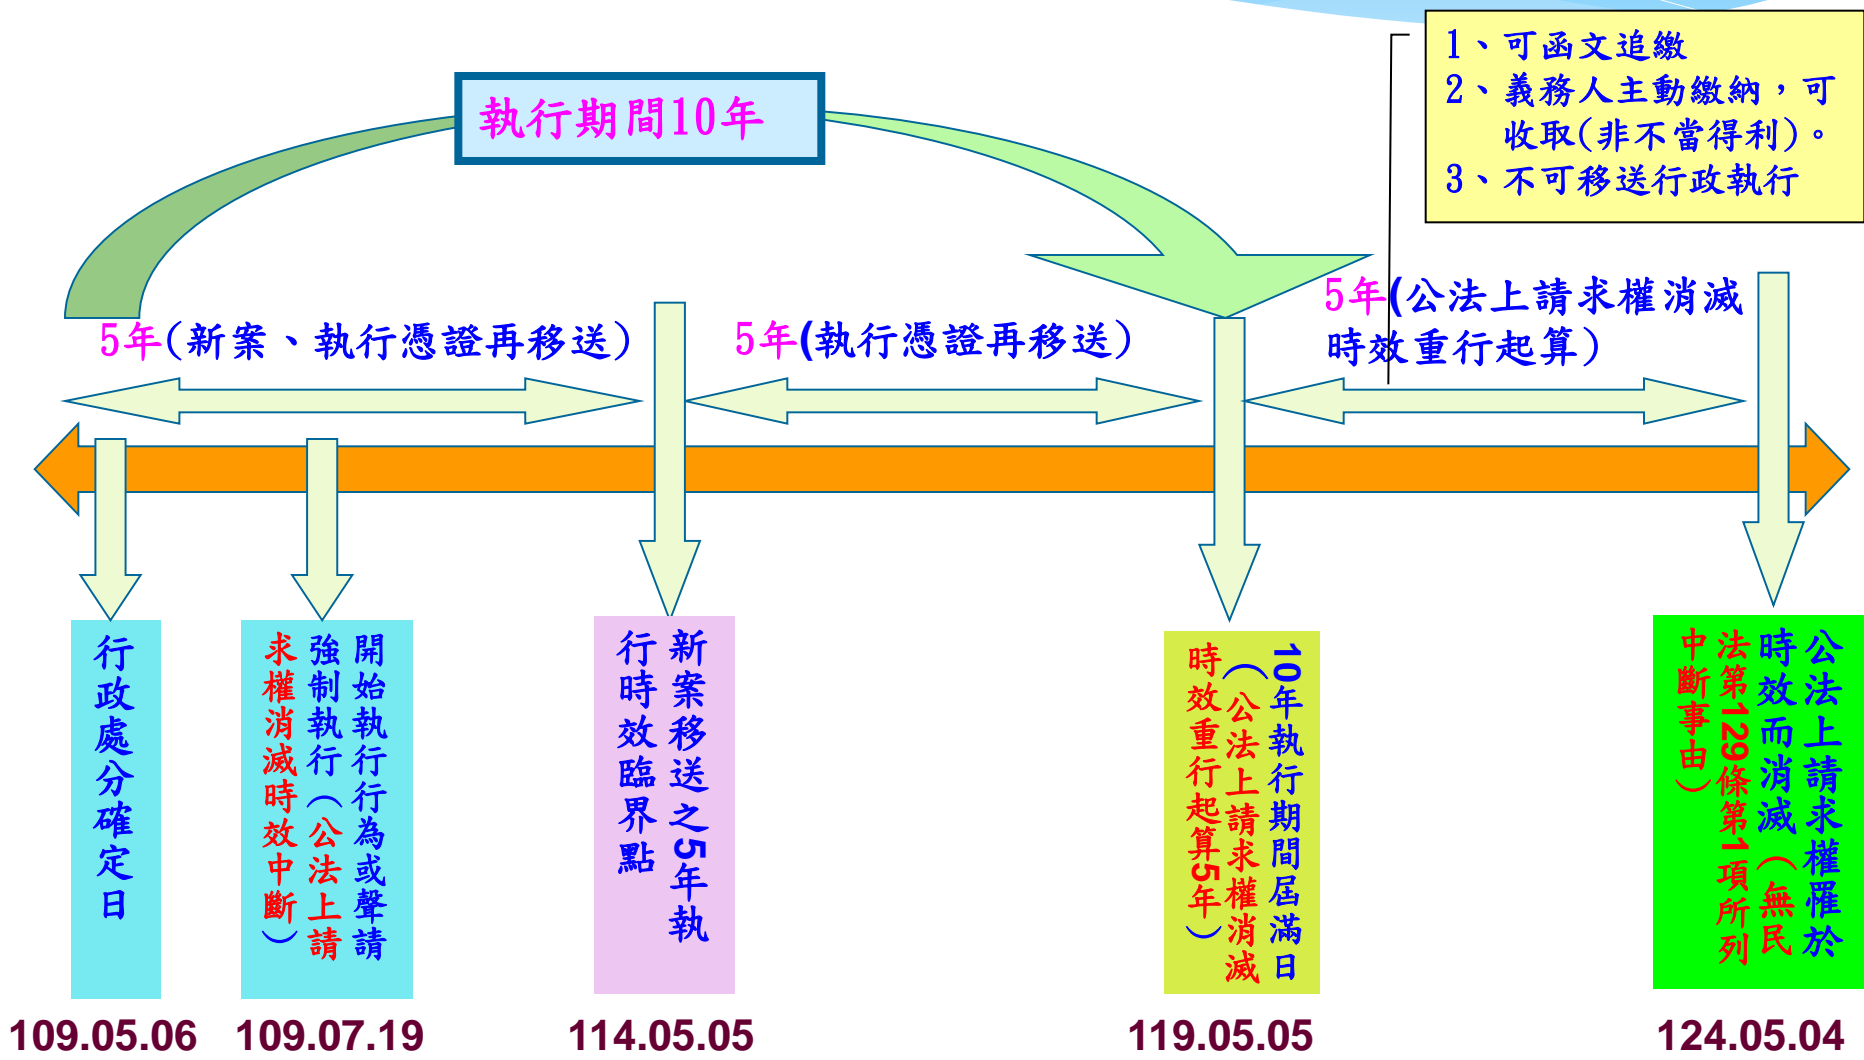 1、可函文追繳
2、義務人主動繳納，可
收取(非不當得利)。
3、不可移送行政執行
執行期間10年
5年(新案、執行憑證再移送)
5年(執行憑證再移送)
5年(公法上請求權消滅
時效重行起算)
行政處分確定日
開始執行行為或聲請
強制執行（公法上請
求權消滅時效中斷）
新案移送之5年執
行時效臨界點
10年執行期間屆滿日
（公法上請求權消滅
時效重行起算5年）
公法上請求權罹於
時效而消滅（無民
法第129條第1項所列
中斷事由）
109.05.06
109.07.19
114.05.05
119.05.05
124.05.04